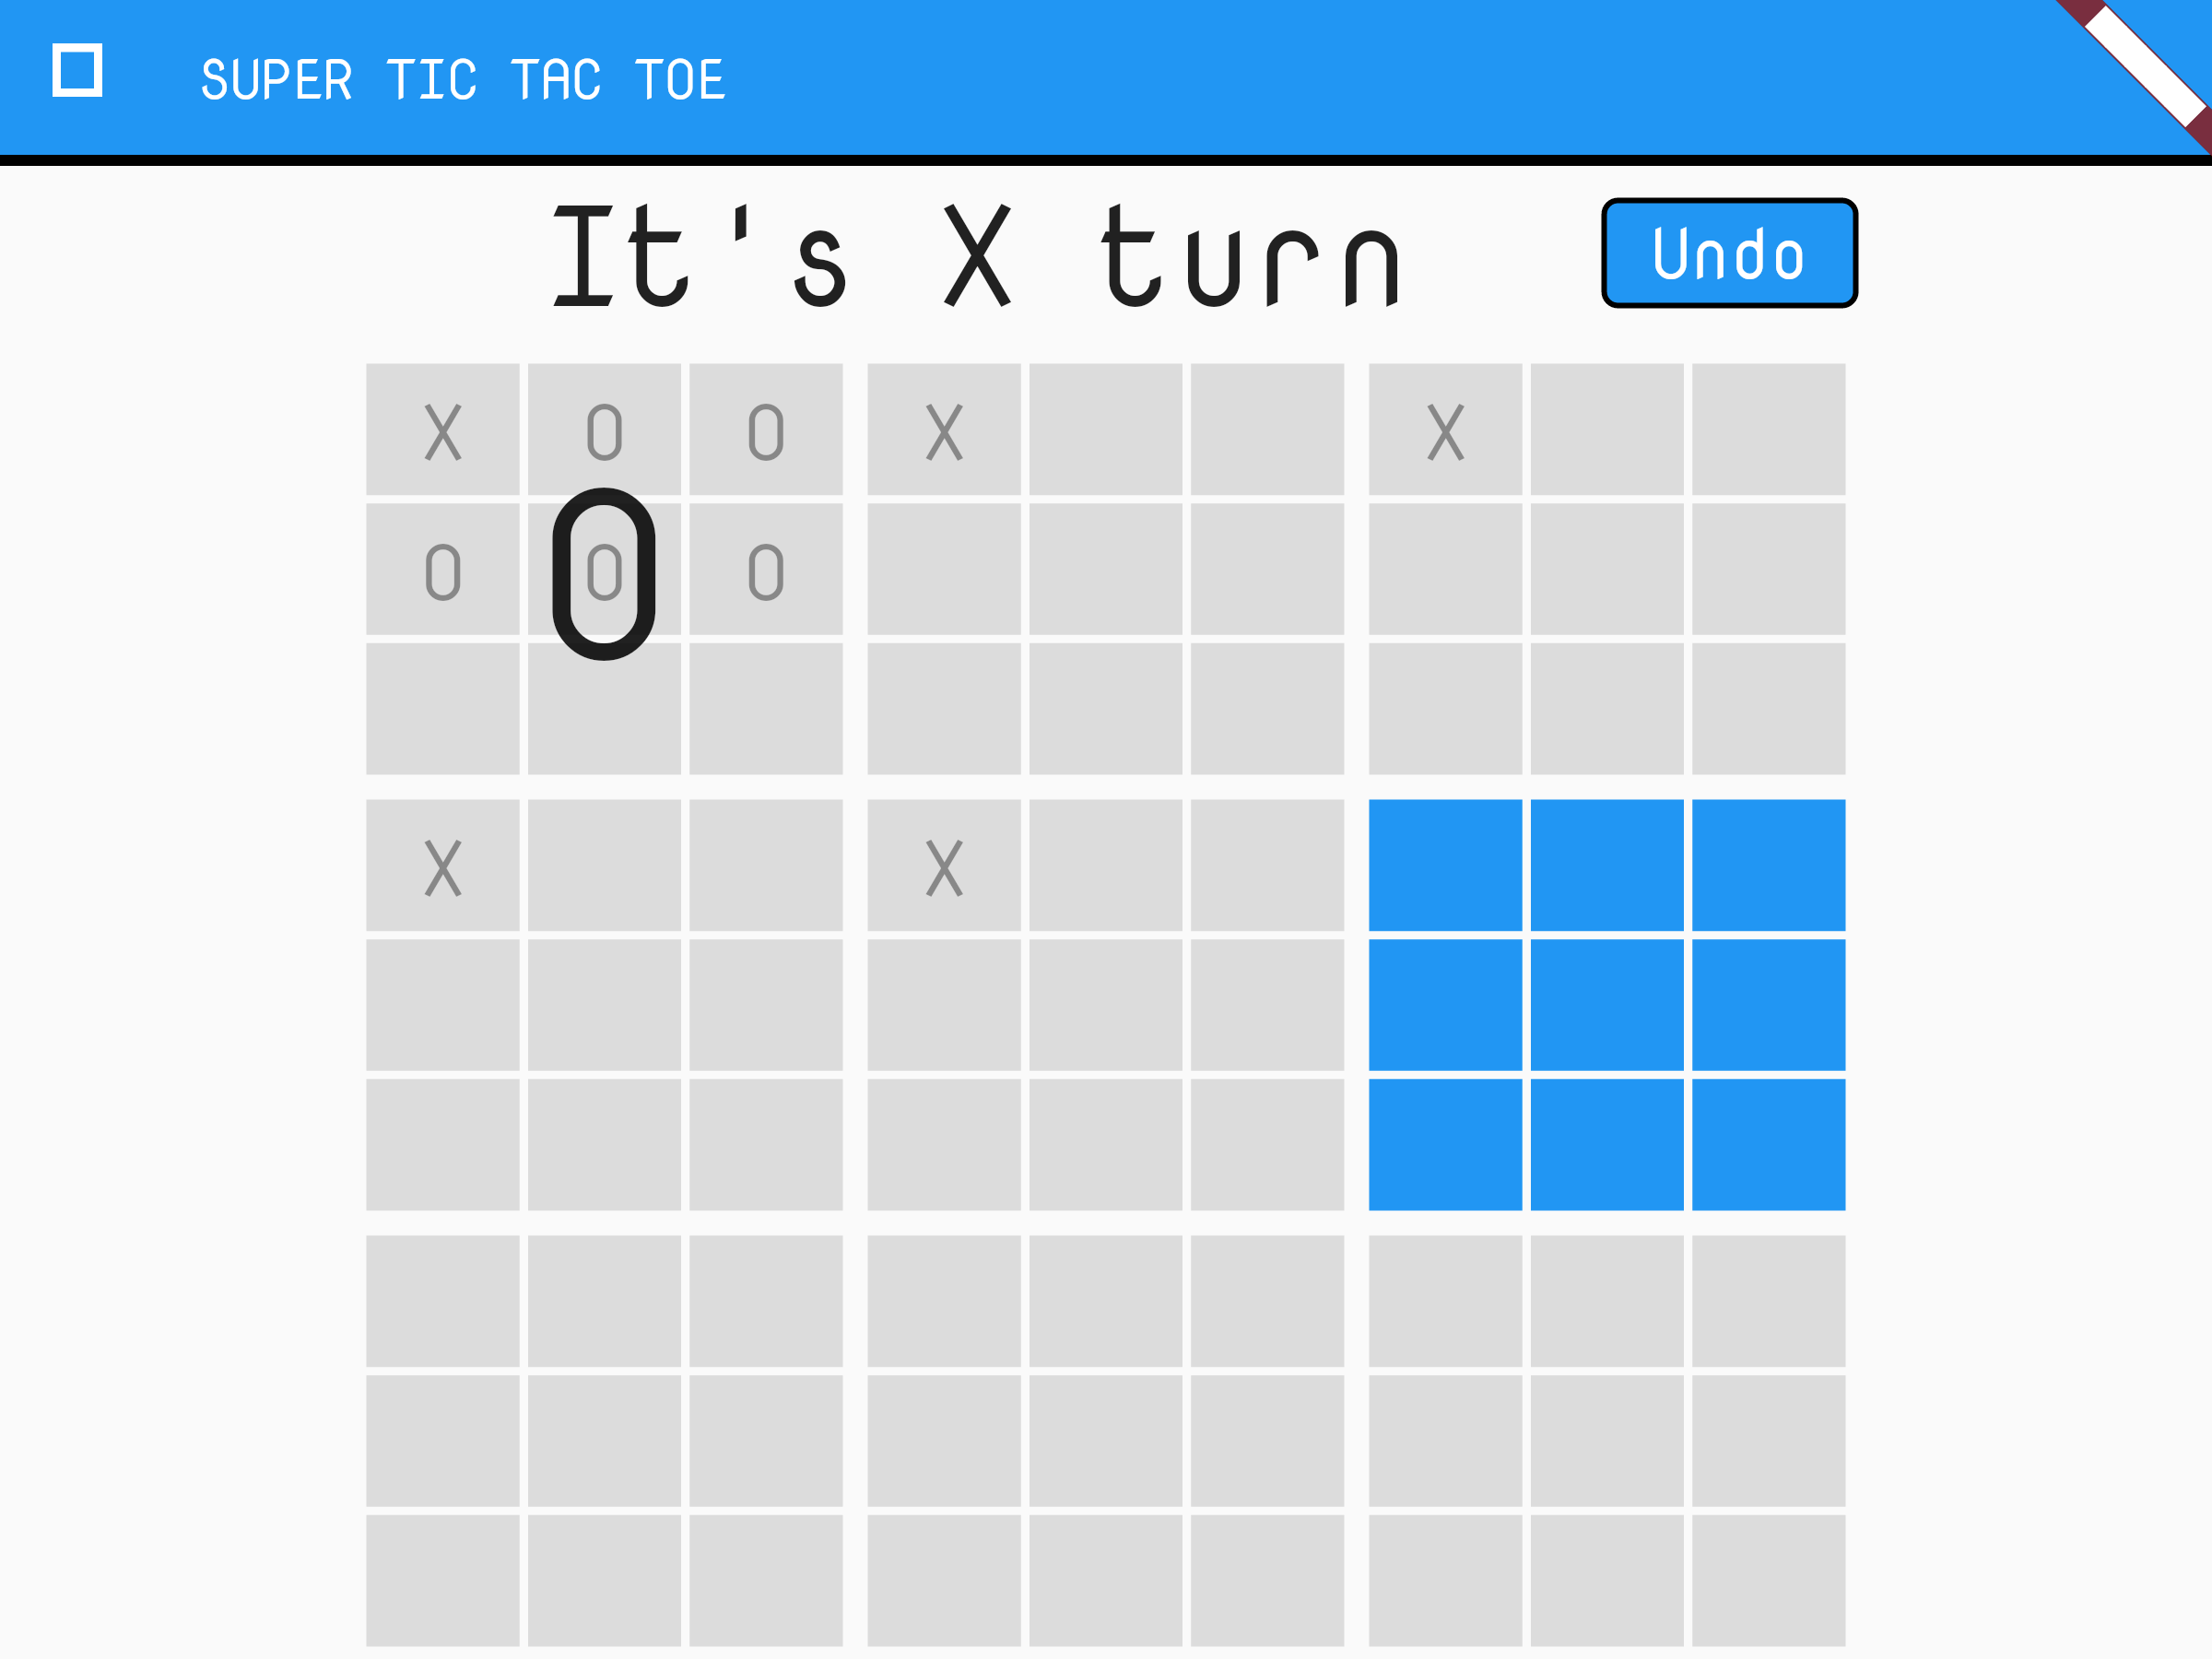 SUPER TIC TAC TOE
It's X turn
Undo
X O O X X
O O O
O
X X